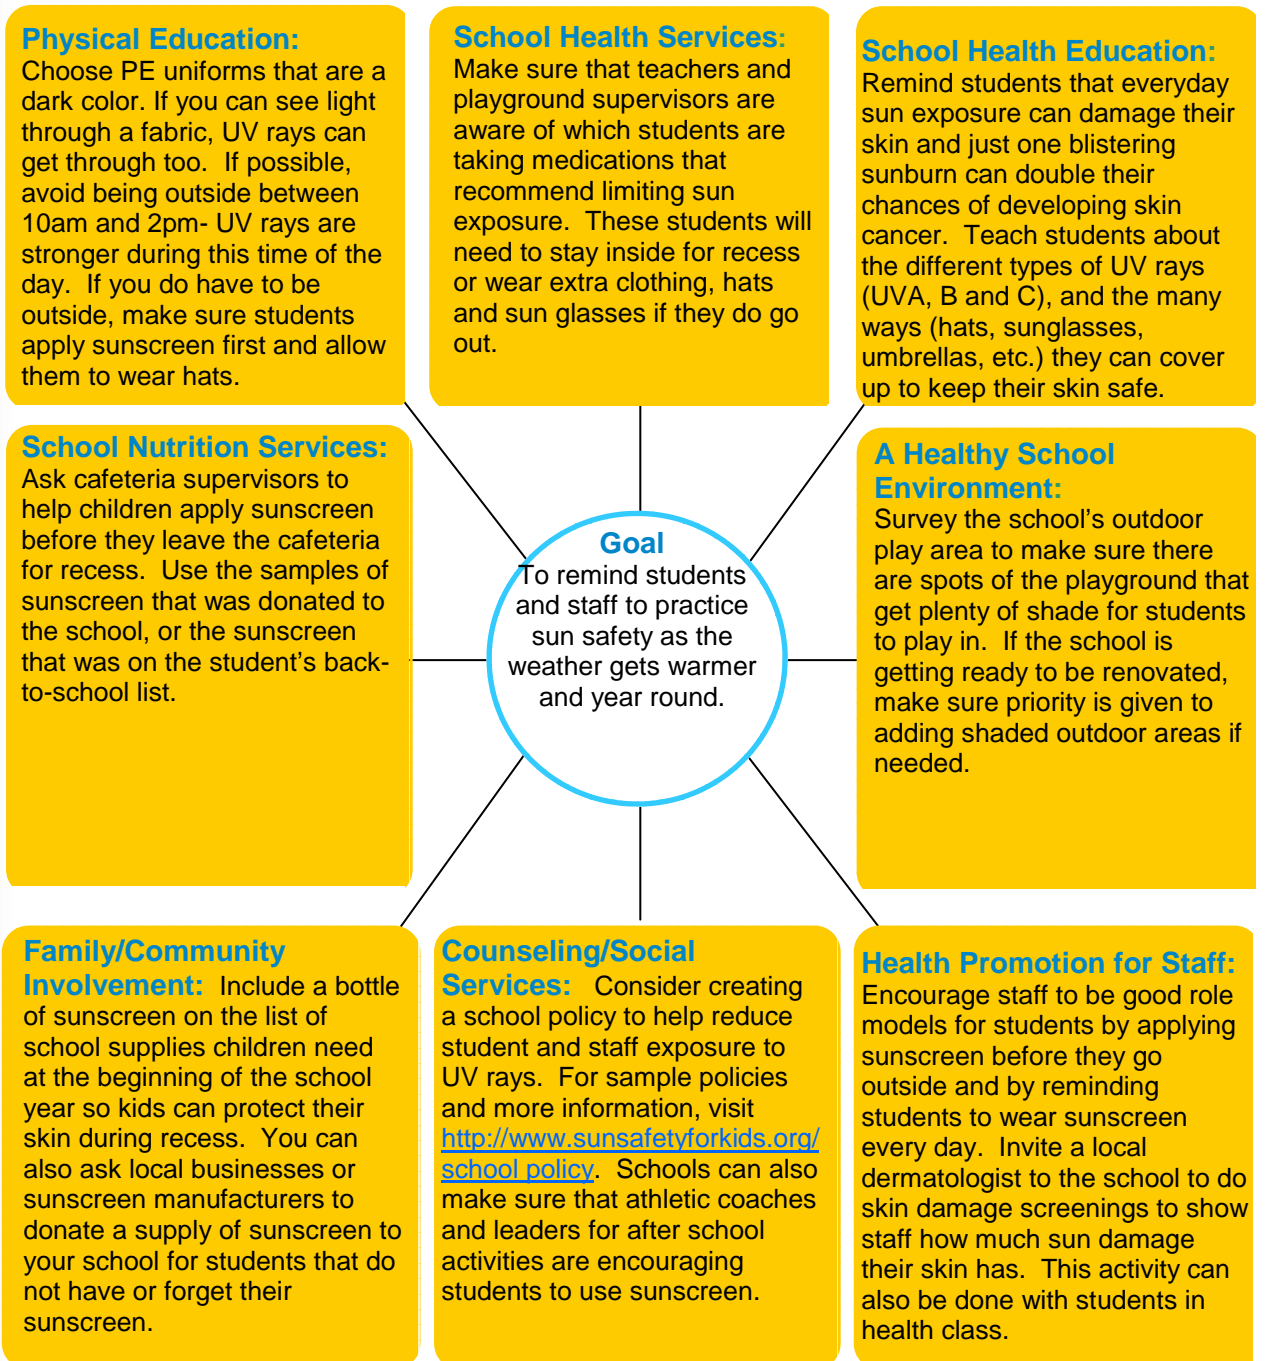 Physical Education:
Choose PE uniforms that are a
dark color. If you can see light
through a fabric, UV rays can
get through too.  If possible,
avoid being outside between
10am and 2pm- UV rays are
stronger during this time of the
day.  If you do have to be
outside, make sure students
apply sunscreen first and allow
them to wear hats.
School Health Services:
Make sure that teachers and
playground supervisors are
aware of which students are
taking medications that
recommend limiting sun
exposure.  These students will
need to stay inside for recess
or wear extra clothing, hats
and sun glasses if they do go
out.
School Health Education:
Remind students that everyday
sun exposure can damage their
skin and just one blistering
sunburn can double their
chances of developing skin
cancer.  Teach students about
the different types of UV rays
(UVA, B and C), and the many
ways (hats, sunglasses,
umbrellas, etc.) they can cover
up to keep their skin safe.
School Nutrition Services:
Ask cafeteria supervisors to
help children apply sunscreen
before they leave the cafeteria
for recess.  Use the samples of
sunscreen that was donated to
the school, or the sunscreen
that was on the student’s back-
to-school list.
Goal
To remind students
and staff to practice
sun safety as the
weather gets warmer
and year round.
A Healthy School
Environment:
Survey the school’s outdoor
play area to make sure there
are spots of the playground that
get plenty of shade for students
to play in.  If the school is
getting ready to be renovated,
make sure priority is given to
adding shaded outdoor areas if
needed.
Family/Community
Involvement:  Include a bottle
of sunscreen on the list of
school supplies children need
at the beginning of the school
year so kids can protect their
skin during recess.  You can
also ask local businesses or
sunscreen manufacturers to
donate a supply of sunscreen to
your school for students that do
not have or forget their
sunscreen.
Counseling/Social
Services:   Consider creating
a school policy to help reduce
student and staff exposure to
UV rays.  For sample policies
and more information, visit
http://www.sunsafetyforkids.org/
school policy.  Schools can also
make sure that athletic coaches
and leaders for after school
activities are encouraging
students to use sunscreen.
Health Promotion for Staff:
Encourage staff to be good role
models for students by applying
sunscreen before they go
outside and by reminding
students to wear sunscreen
every day.  Invite a local
dermatologist to the school to do
skin damage screenings to show
staff how much sun damage
their skin has.  This activity can
also be done with students in
health class.